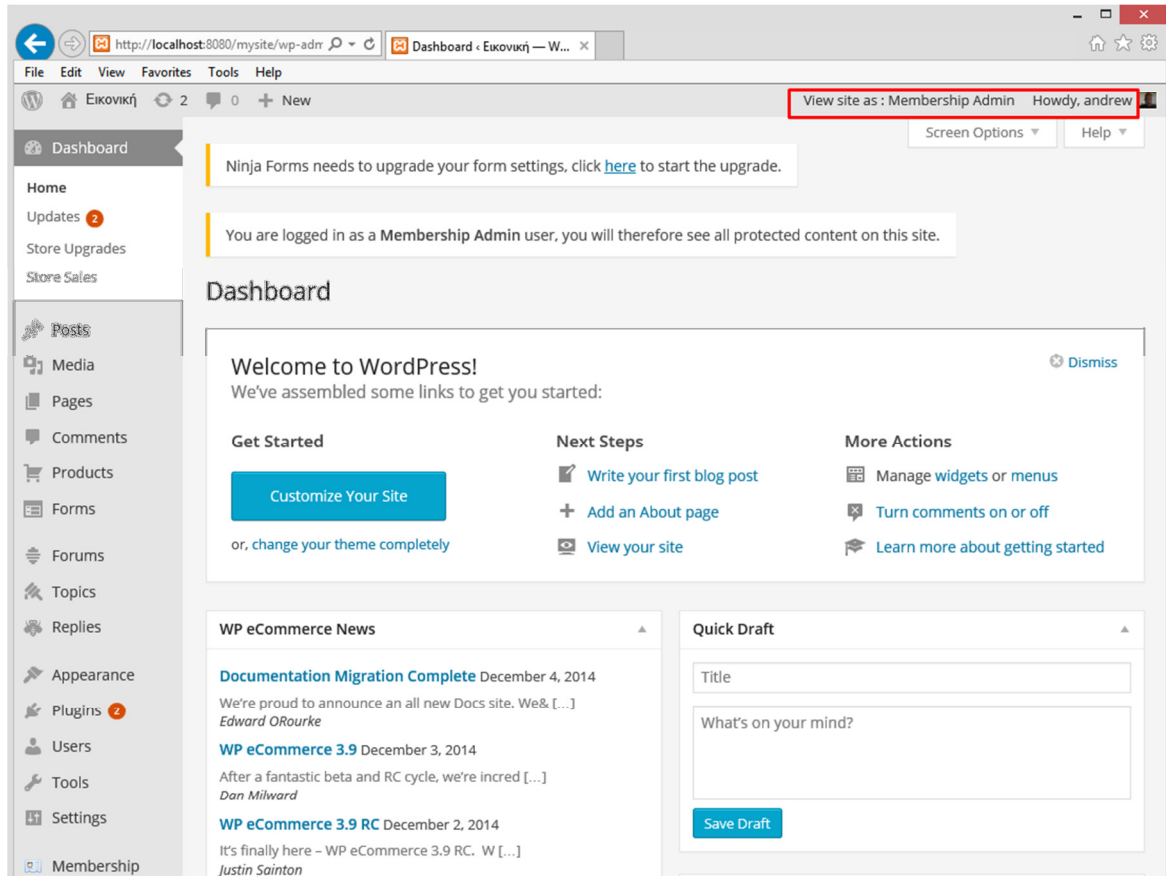 http://localhost:8080/mysite/wp-adm
Dashboard ‹ Εικονική — W...
File Edit View Favorites Tools Help
Εικονική 2 0 + New
View site as : Membership Admin Howdy, andrew
Screen Options ▼ Help ▼
Dashboard
Home
Updates 2
Store Upgrades
Store Sales
Posts
Media
Pages
Comments
Products
Forms
Forums
Topics
Replies
Appearance
Plugins 2
Users
Tools
Settings
Membership
Ninja Forms needs to upgrade your form settings, click here to start the upgrade.
You are logged in as a Membership Admin user, you will therefore see all protected content on this site.
Dashboard
Welcome to WordPress!
Dismiss
We've assembled some links to get you started:
Get Started
Customize Your Site
or, change your theme completely
Next Steps
Write your first blog post
Add an About page
View your site
More Actions
Manage widgets or menus
Turn comments on or off
Learn more about getting started
WP eCommerce News
Documentation Migration Complete December 4, 2014
We're proud to announce an all new Docs site. We& [...]
Edward ORourke
WP eCommerce 3.9 December 3, 2014
After a fantastic beta and RC cycle, we're incred [...]
Dan Milward
WP eCommerce 3.9 RC December 2, 2014
It's finally here – WP eCommerce 3.9 RC. W [...]
Justin Sainton
Quick Draft
Title
What's on your mind?
Save Draft